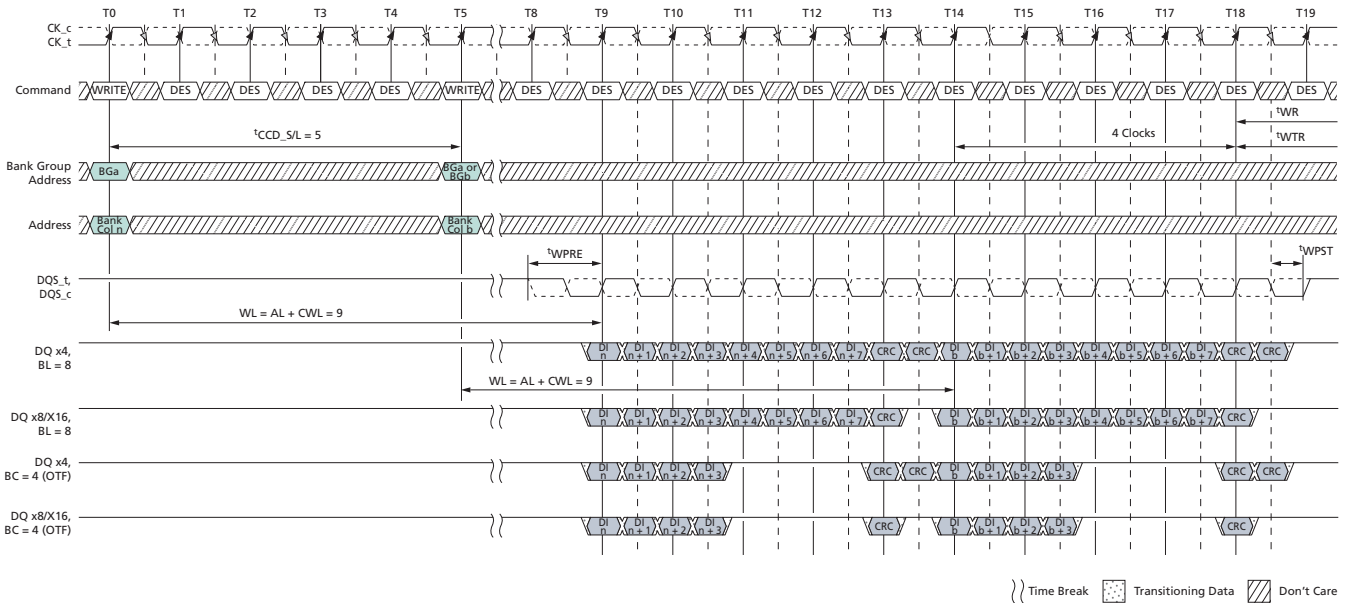 T0 T1 T2 T3 T4 T5 T8 T9 T10 T11 T12 T13 T14 T15 T16 T17 T18 T19
CK_c
CK_t
Command WRITE DES DES DES DES WRITE DES DES DES DES DES DES DES DES DES DES DES DES
tWR
tCCD_S/L = 5 4 Clocks tWTR
Bank Group
Address
BGa BGa or
BGb
Address Bank
Col n Bank
Col b
tWPRE tWPST
DQS_t,
DQS_c
WL = AL + CWL = 9
DQ x4,
BL = 8
DI
n DI
n + 1 DI
n + 2 DI
n + 3 DI
n + 4 DI
n + 5 DI
n + 6 DI
n + 7 CRC CRC DI
b DI
b + 1 DI
b + 2 DI
b + 3 DI
b + 4 DI
b + 5 DI
b + 6 DI
b + 7 CRC CRC
WL = AL + CWL = 9
DQ x8/X16,
BL = 8
DI
n DI
n + 1 DI
n + 2 DI
n + 3 DI
n + 4 DI
n + 5 DI
n + 6 DI
n + 7 CRC DI
b DI
b + 1 DI
b + 2 DI
b + 3 DI
b + 4 DI
b + 5 DI
b + 6 DI
b + 7 CRC
DQ x4,
BC = 4 (OTF)
DI
n DI
n + 1 DI
n + 2 DI
n + 3 CRC CRC DI
b DI
b + 1 DI
b + 2 DI
b + 3 CRC CRC
DQ x8/X16,
BC = 4 (OTF)
DI
n DI
n + 1 DI
n + 2 DI
n + 3 CRC DI
b DI
b + 1 DI
b + 2 DI
b + 3 CRC
Time Break Transitioning Data Don't Care